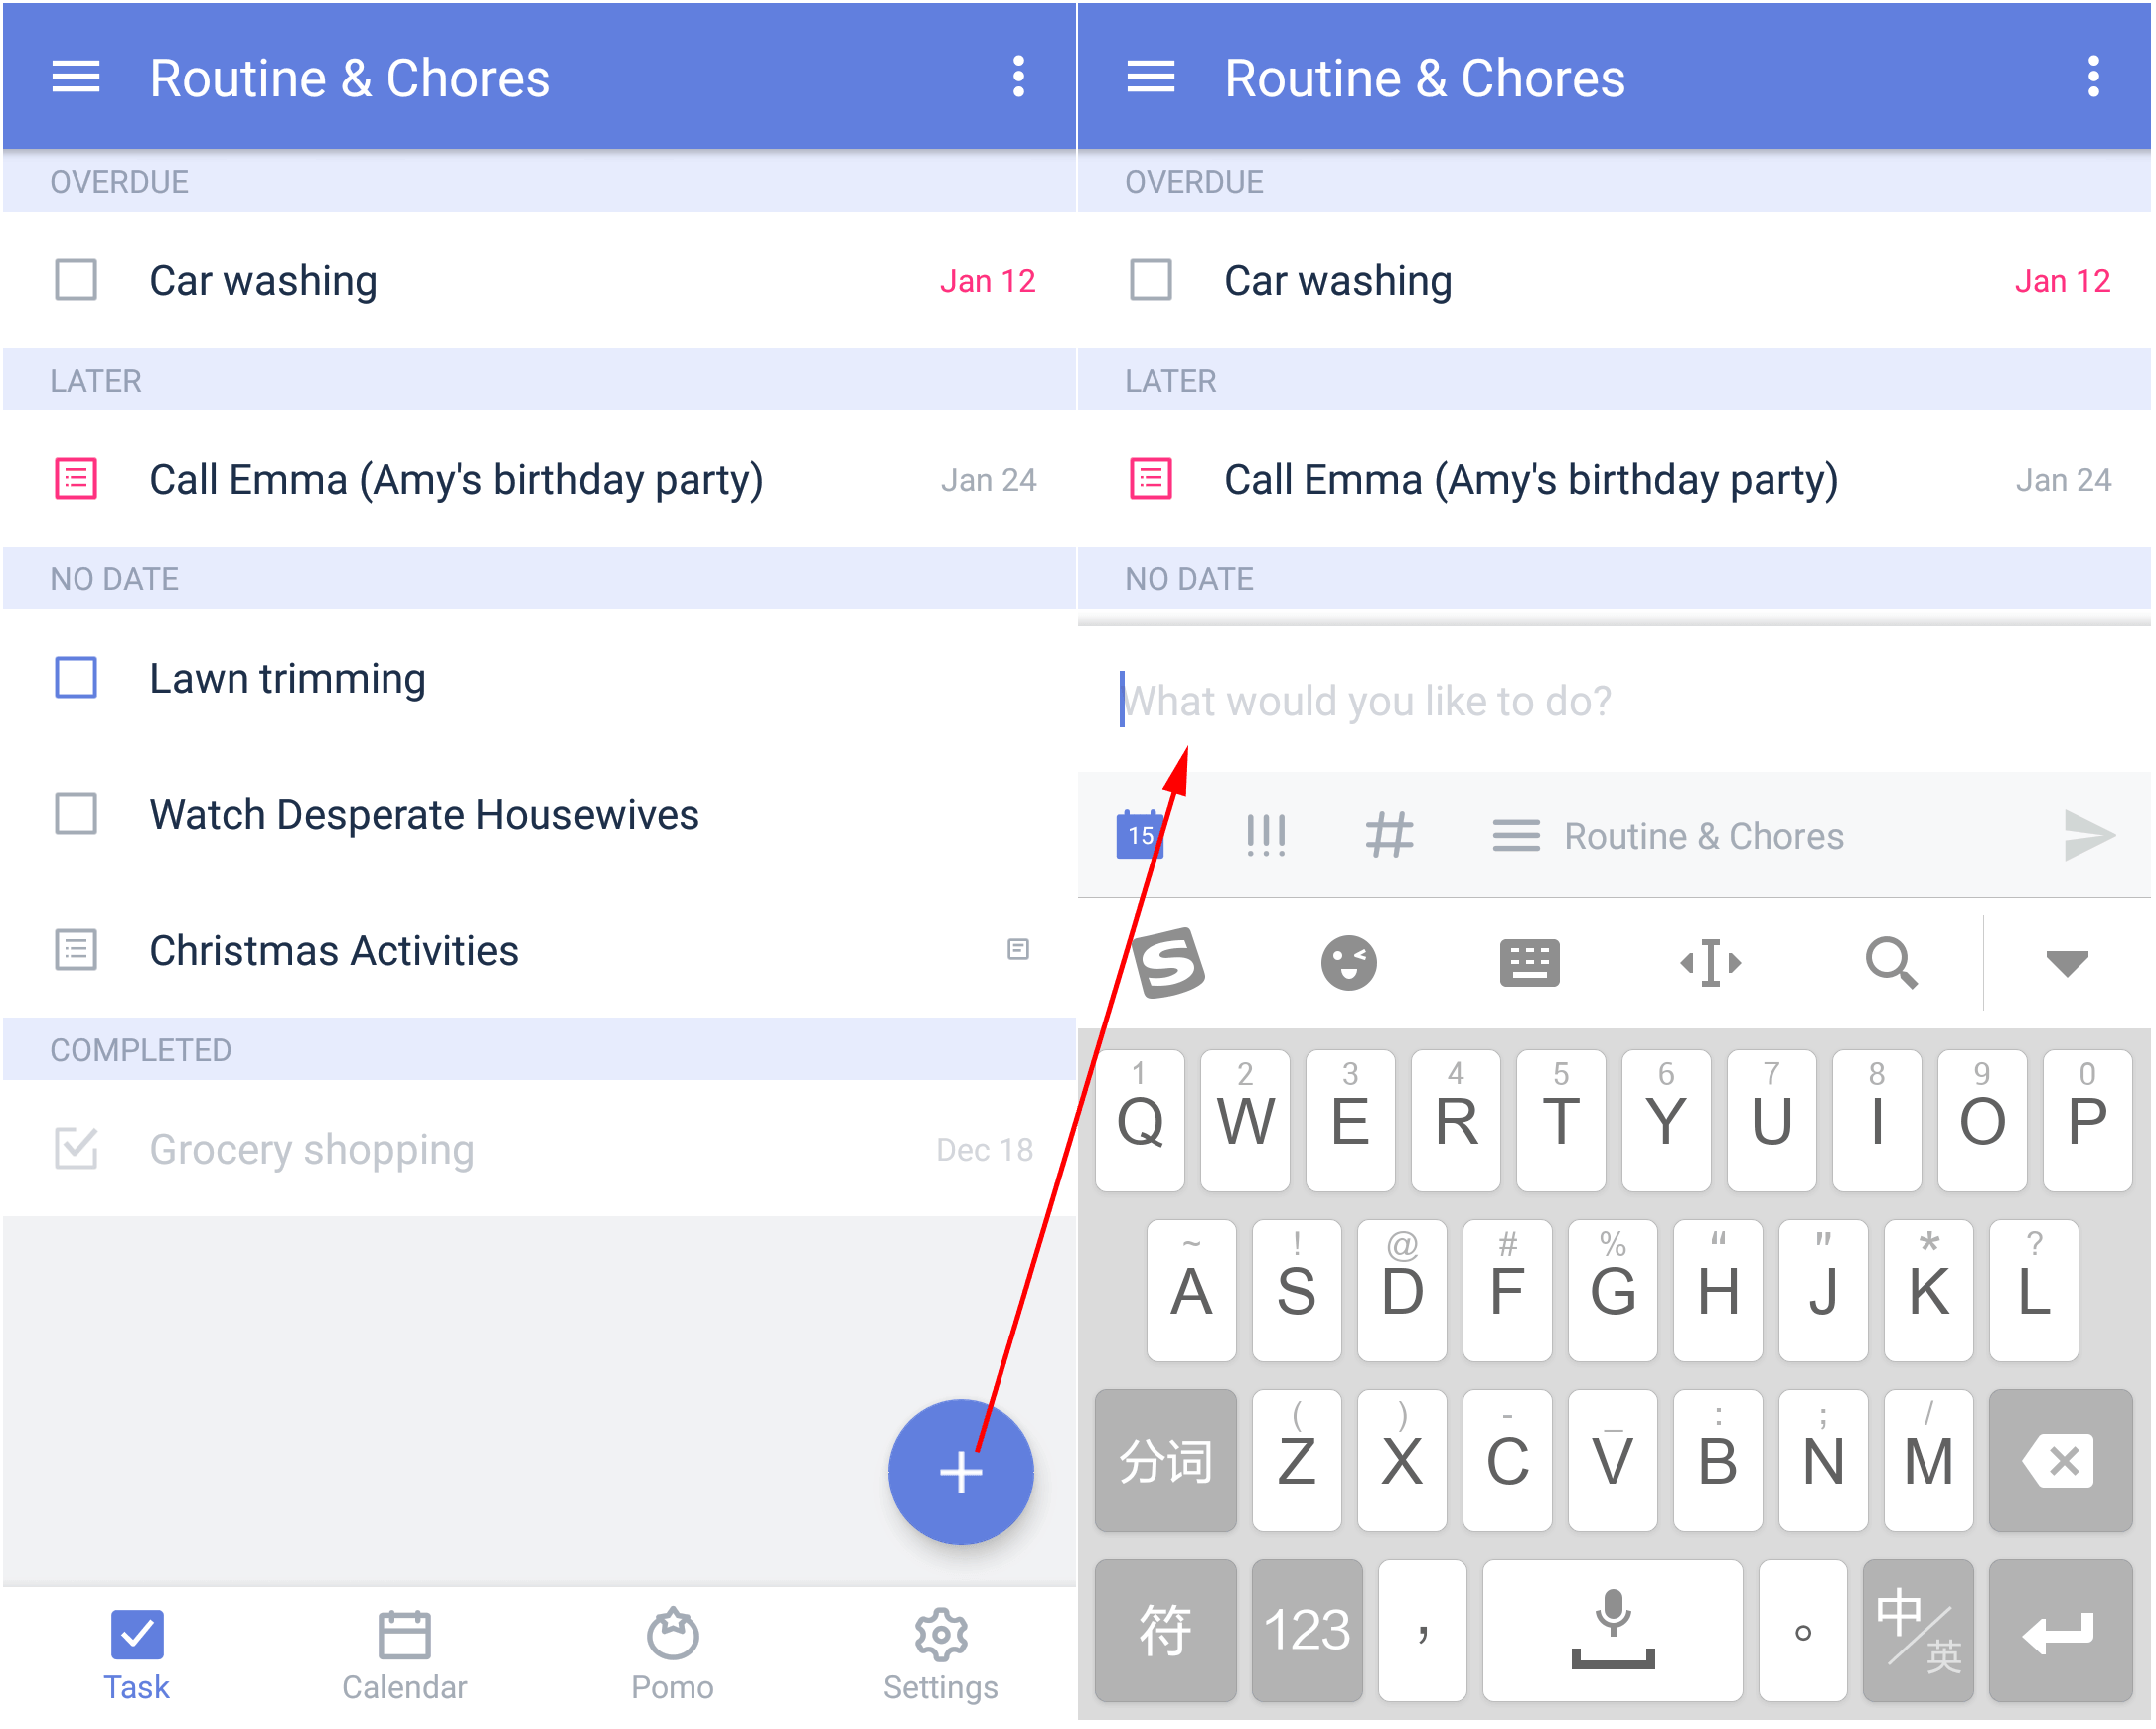 Routine & Chores
OVERDUE
Car washing Jan 12
LATER
Call Emma (Amy's birthday party) Jan 24
NO DATE
Lawn trimming
Watch Desperate Housewives
Christmas Activities
COMPLETED
Grocery shopping Dec 18
+
Task Calendar Pomo Settings
Routine & Chores
OVERDUE
Car washing Jan 12
LATER
Call Emma (Amy's birthday party) Jan 24
NO DATE
What would you like to do?
15 !!! # Routine & Chores
S
1 2 3 4 5 6 7 8 9 0
Q W E R T Y U I O P
~ ! @ # % “ ” * ?
A S D F G H J K L
( ) - _ : ; /
分词 Z X C V B N M
符 123 , 。 中/英